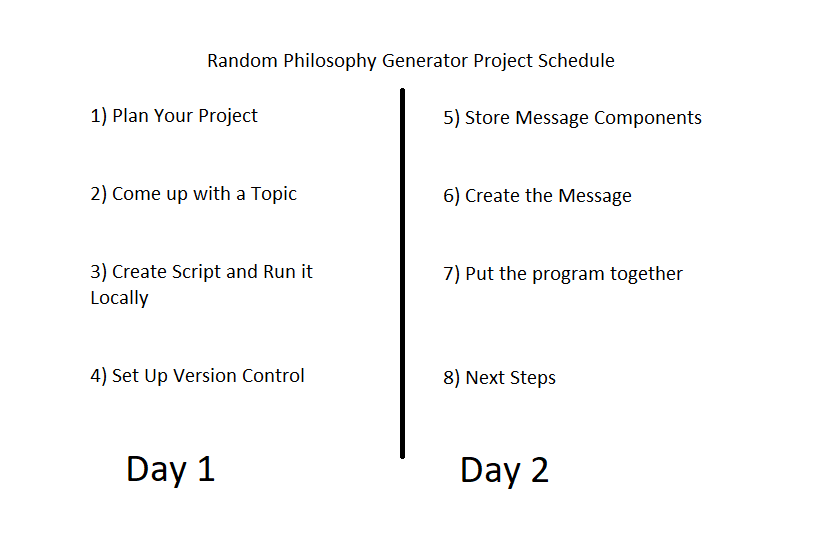 Random Philosophy Generator Project Schedule
1) Plan Your Project
2) Come up with a Topic
3) Create Script and Run it
Locally
4) Set Up Version Control
Day 1
5) Store Message Components
6) Create the Message
7) Put the program together
8) Next Steps
Day 2